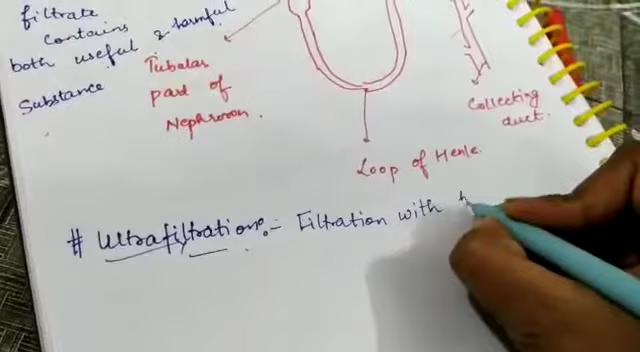 filtrate
contains
both useful & harmful
Substance
Tubular
part of
Nephroon.
Collecting
duct.
Loop of Henle.
# Ultrafiltration:- Filtration with